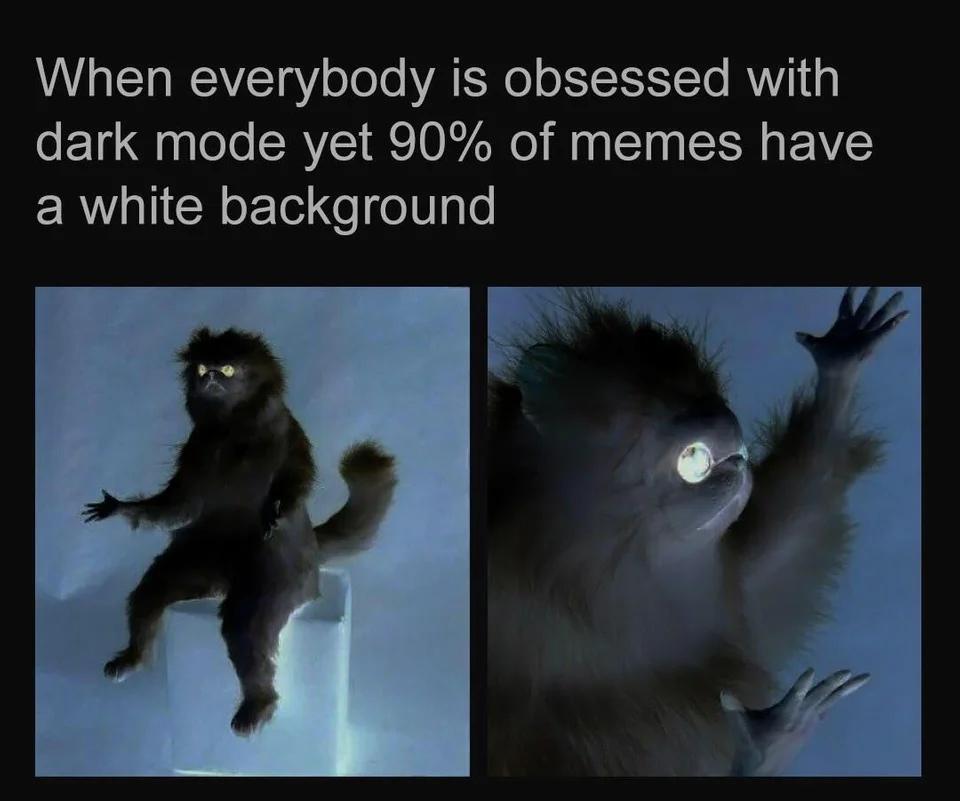 When everybody is obsessed with
dark mode yet 90% of memes have
a white background